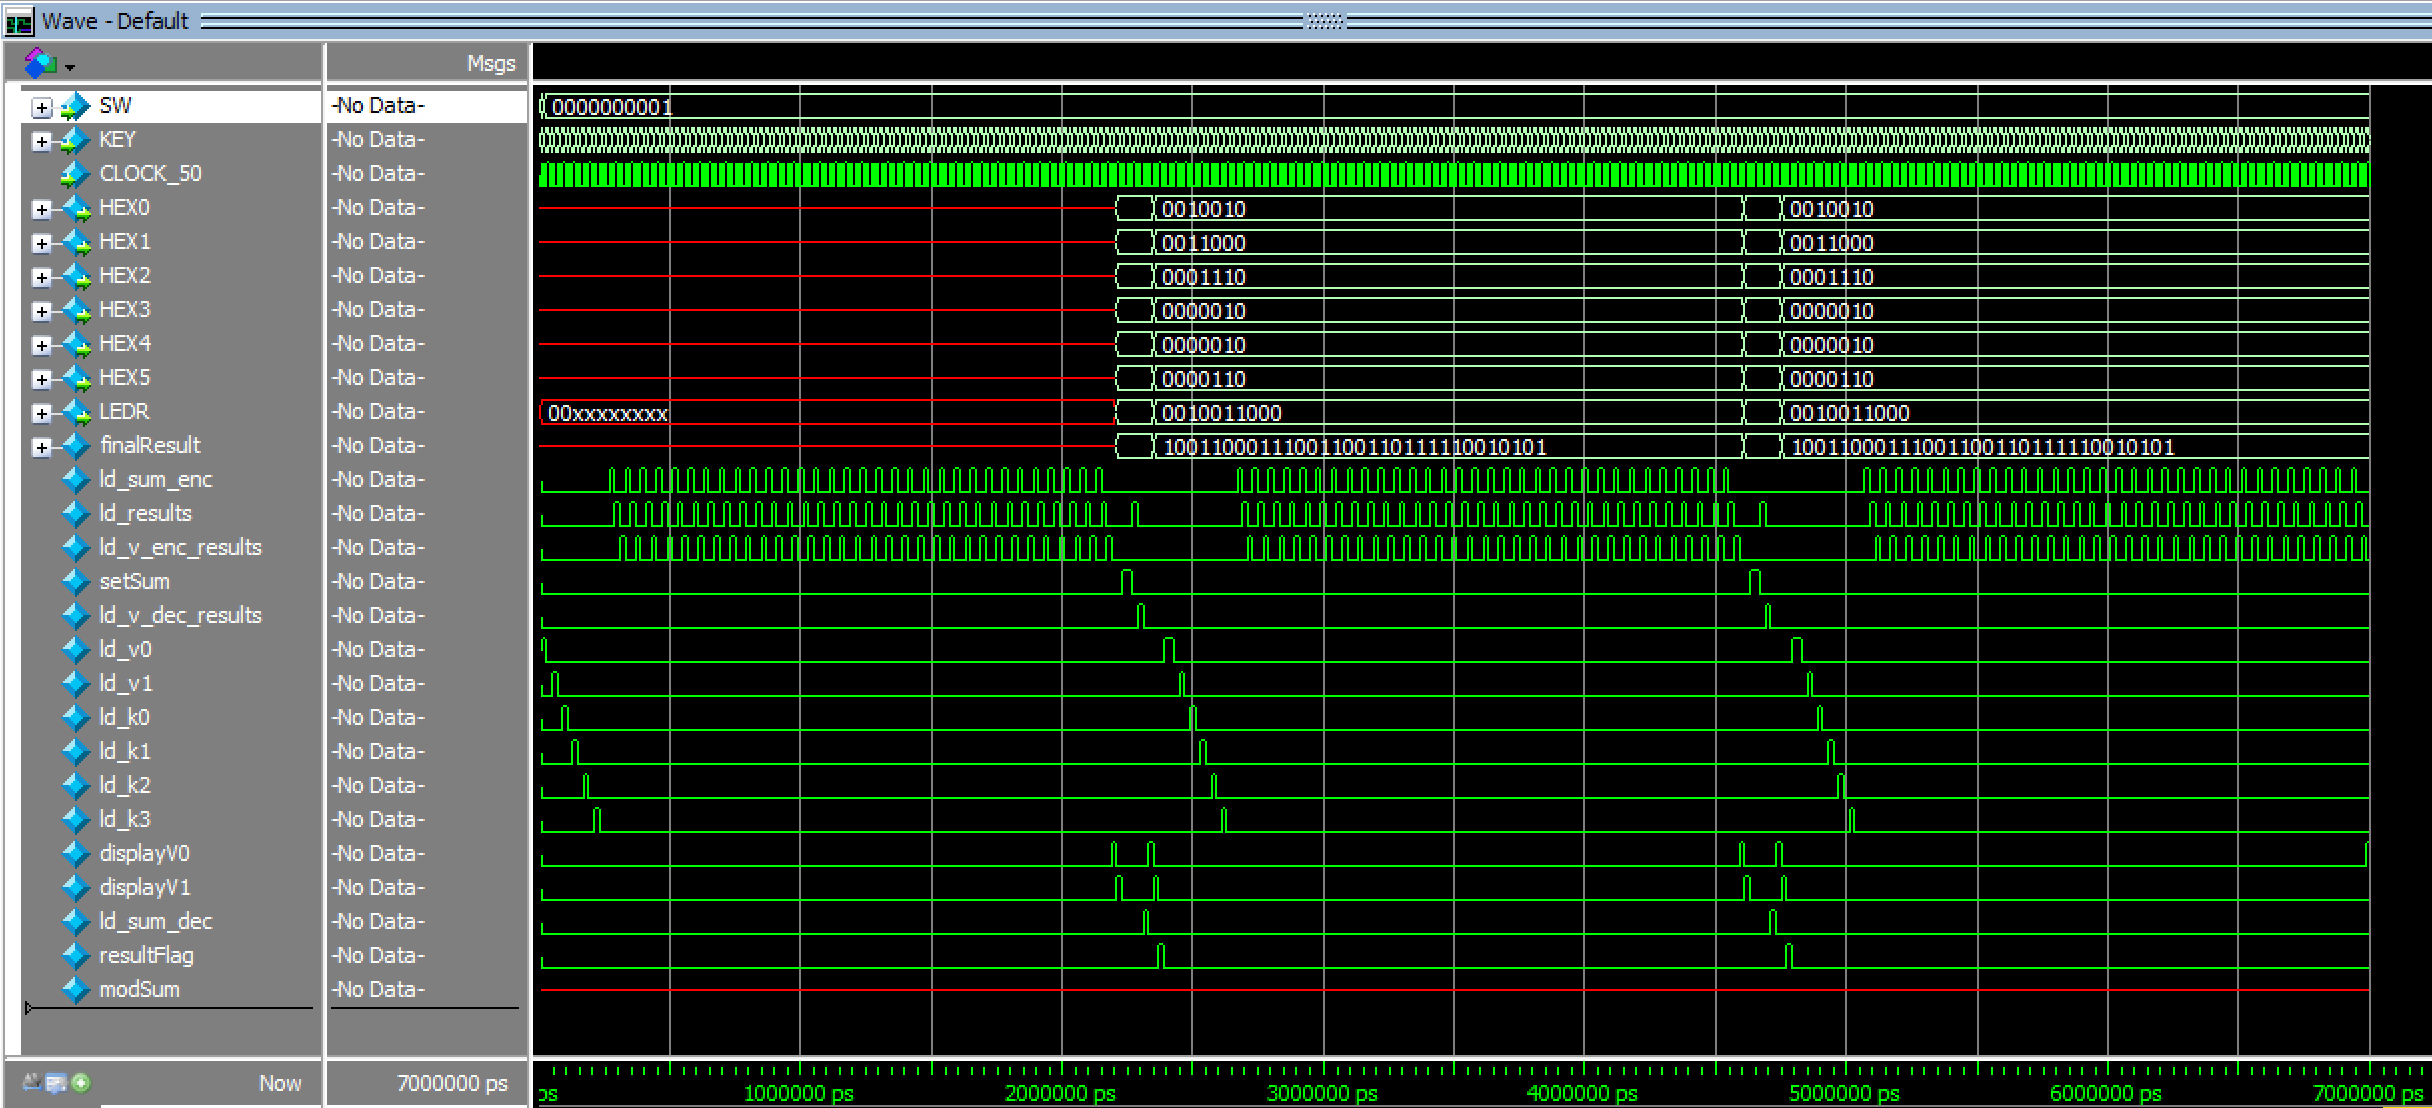 Wave - Default
Msgs
SW -No Data- 0000000001
KEY -No Data-
CLOCK_50 -No Data-
HEX0 -No Data- 0010010 0010010
HEX1 -No Data- 0011000 0011000
HEX2 -No Data- 0001110 0001110
HEX3 -No Data- 0000010 0000010
HEX4 -No Data- 0000010 0000010
HEX5 -No Data- 0000110 0000110
LEDR -No Data- 00xxxxxxxx 0010011000 0010011000
finalResult -No Data- 10011000111001100110111110010101 10011000111001100110111110010101
ld_sum_enc -No Data-
ld_results -No Data-
ld_v_enc_results -No Data-
setSum -No Data-
ld_v_dec_results -No Data-
ld_v0 -No Data-
ld_v1 -No Data-
ld_k0 -No Data-
ld_k1 -No Data-
ld_k2 -No Data-
ld_k3 -No Data-
displayV0 -No Data-
displayV1 -No Data-
ld_sum_dec -No Data-
resultFlag -No Data-
modSum -No Data-
Now 7000000 ps
ps 1000000 ps 2000000 ps 3000000 ps 4000000 ps 5000000 ps 6000000 ps 7000000 ps